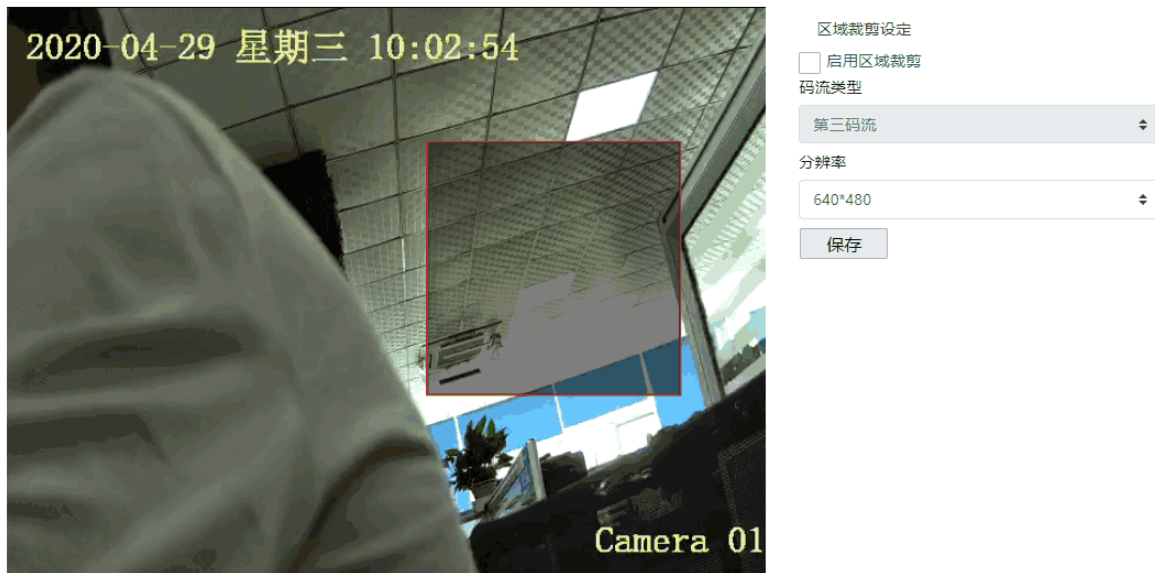 2020-04-29 星期三 10:02:54
Camera 01
区域裁剪设定
启用区域裁剪
码流类型
第三码流
分辨率
640*480
保存